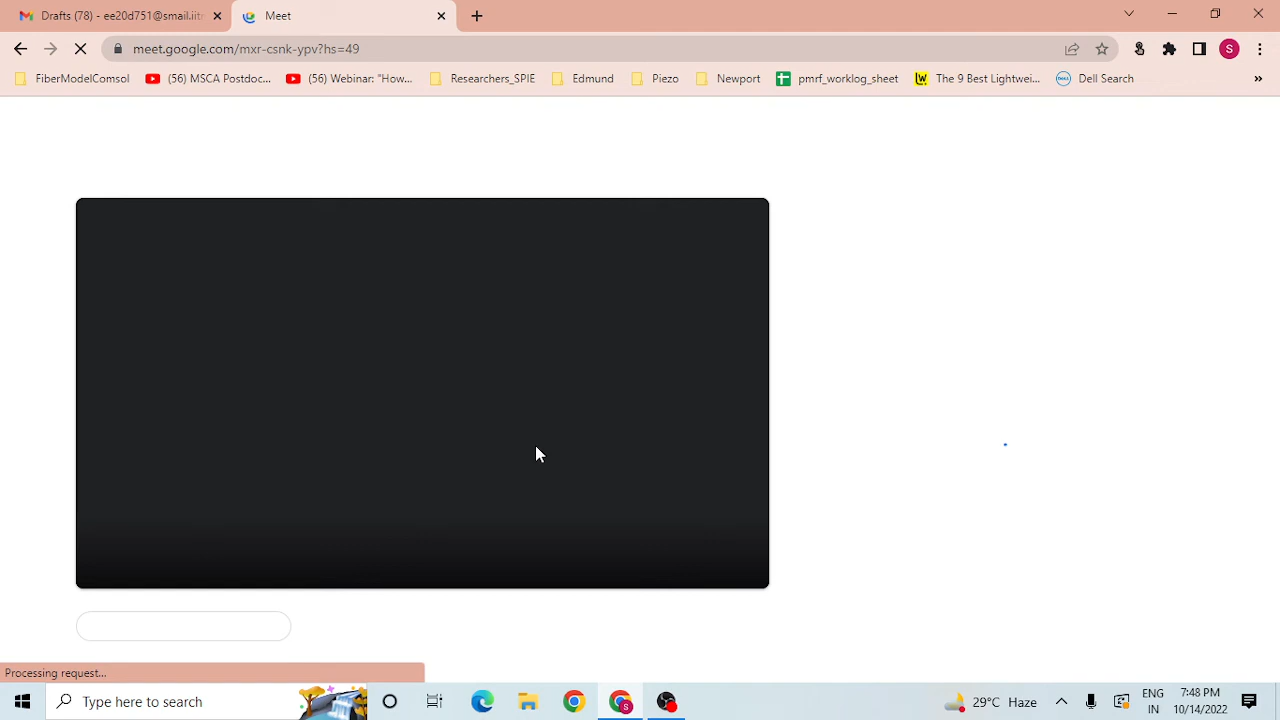 Drafts (78) - ee20d751@smail.iitr
Meet
meet.google.com/mxr-csnk-ypv?hs=49
S
FiberModelComsol
(56) MSCA Postdoc...
(56) Webinar: "How...
Researchers_SPIE
Edmund
Piezo
Newport
pmrf_worklog_sheet
The 9 Best Lightwei...
Dell Search
Processing request...
Type here to search
29°C Haze
ENG
IN
7:48 PM
10/14/2022